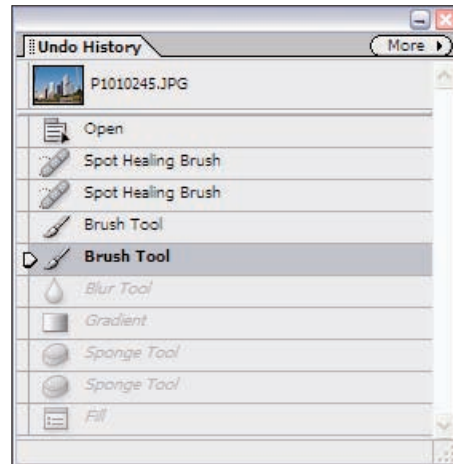 Undo History
More
P1010245.JPG
Open
Spot Healing Brush
Spot Healing Brush
Brush Tool
Brush Tool
Blur Tool
Gradient
Sponge Tool
Sponge Tool
Fill